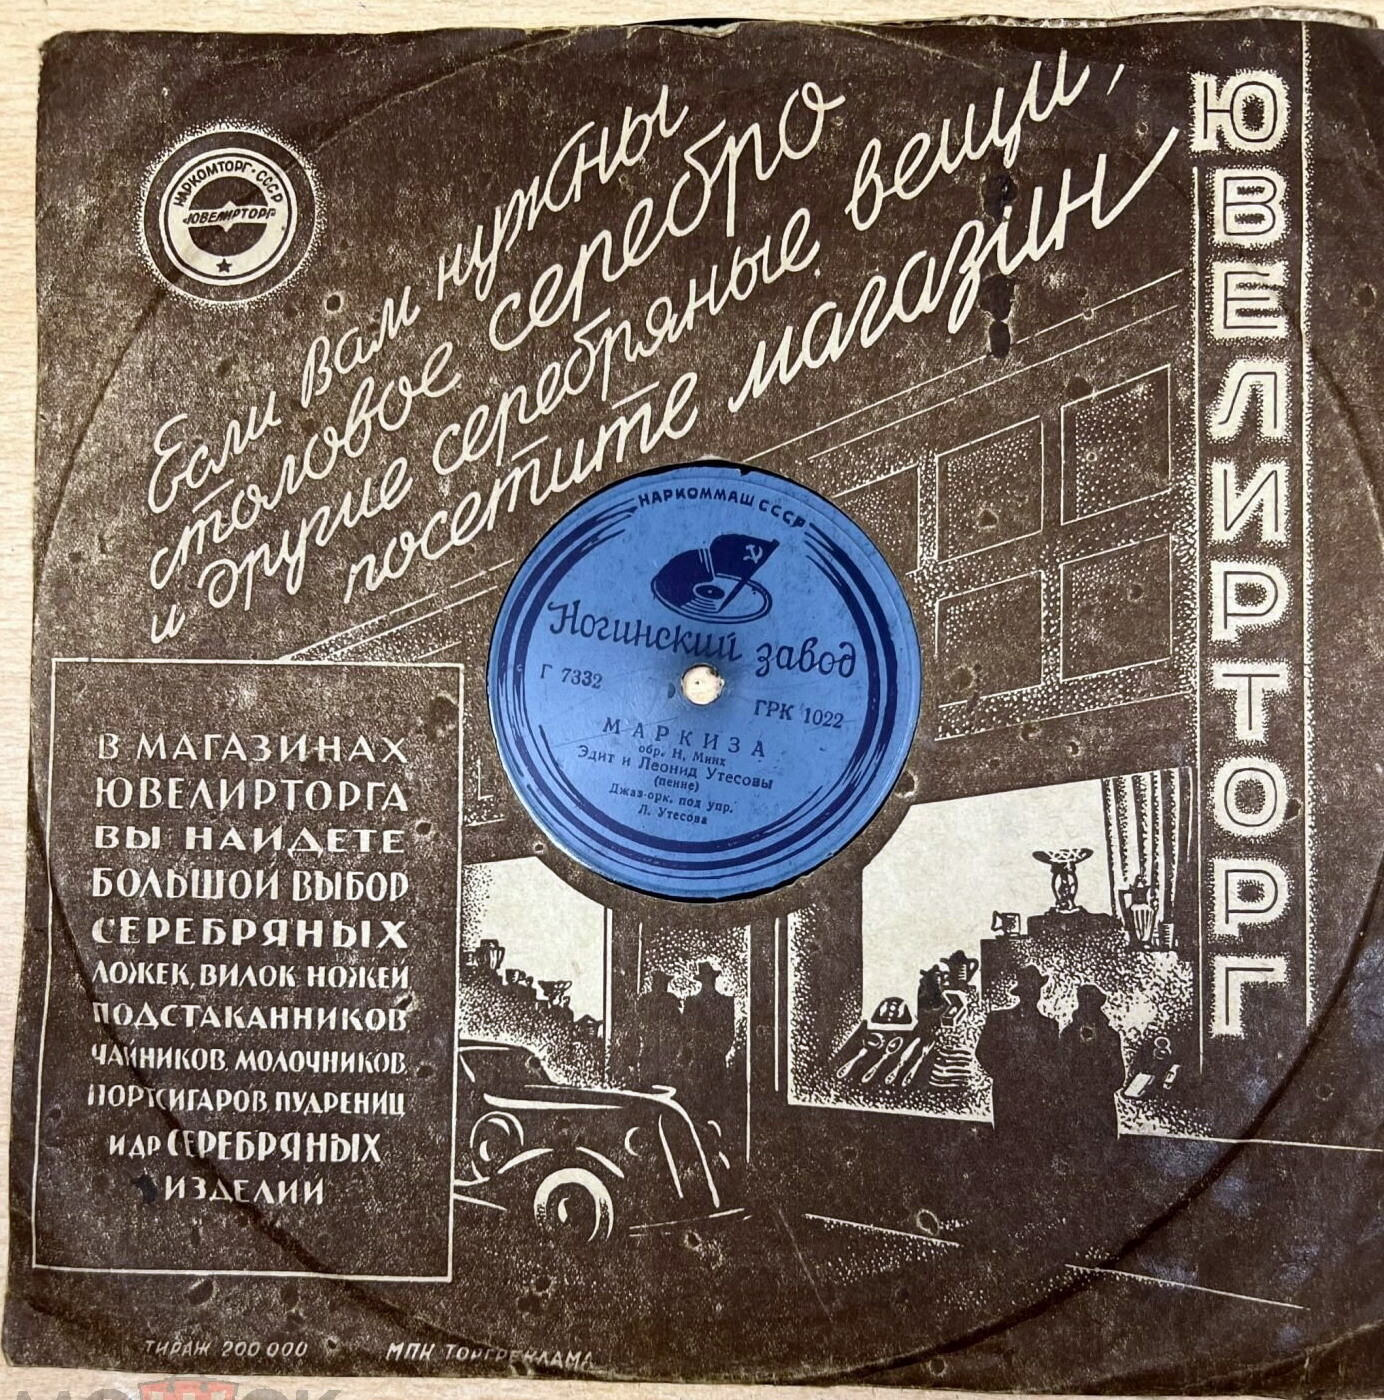 НАРКОМТОРГ·СССР
«ЮВЕЛИРТОРГ»
Если вам нужны
столовое серебро
и другие серебряные вещи,
посетите магазин
ЮВЕЛИРТОРГ
НАРКОММАШ СССР
Ногинский завод
Г 7332
ГРК 1022
МАРКИЗА
обр. Н. Минх
Эдит и Леонид Утесовы
(пение)
Джаз-орк. под упр.
Л. Утесова
В МАГАЗИНАХ
ЮВЕЛИРТОРГА
ВЫ НАЙДЕТЕ
БОЛЬШОЙ ВЫБОР
СЕРЕБРЯНЫХ
ЛОЖЕК, ВИЛОК НОЖЕЙ
ПОДСТАКАННИКОВ
ЧАЙНИКОВ, МОЛОЧНИКОВ,
ПОРТСИГАРОВ ПУДРЕНИЦ
И ДР СЕРЕБРЯНЫХ
ИЗДЕЛИЙ
ТИРАЖ 200 000
МПК ТОРГРЕКЛАМА